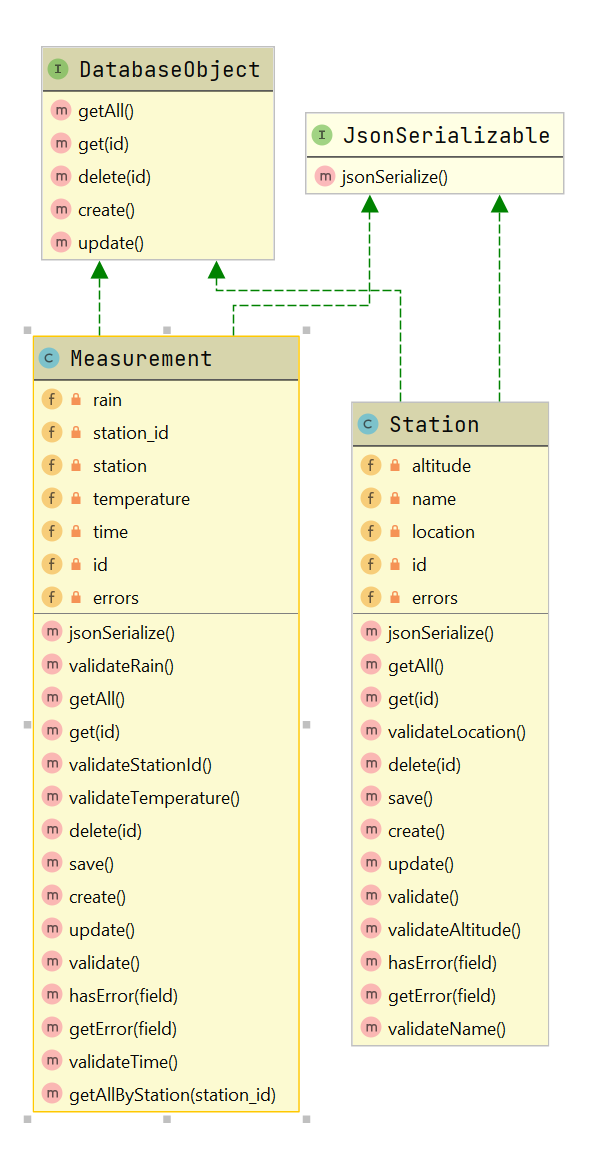 I DatabaseObject
m getAll()
m get(id)
m delete(id)
m create()
m update()
I JsonSerializable
m jsonSerialize()
C Measurement
f rain
f station_id
f station
f temperature
f time
f id
f errors
m jsonSerialize()
m validateRain()
m getAll()
m get(id)
m validateStationId()
m validateTemperature()
m delete(id)
m save()
m create()
m update()
m validate()
m hasError(field)
m getError(field)
m validateTime()
m getAllByStation(station_id)
C Station
f altitude
f name
f location
f id
f errors
m jsonSerialize()
m getAll()
m get(id)
m validateLocation()
m delete(id)
m save()
m create()
m update()
m validate()
m validateAltitude()
m hasError(field)
m getError(field)
m validateName()